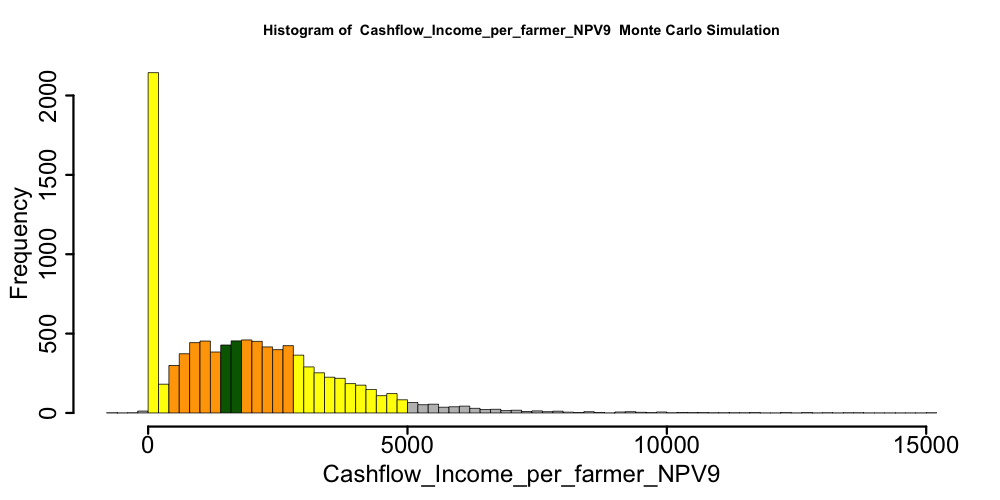 Histogram of  Cashflow_Income_per_farmer_NPV9  Monte Carlo Simulation
Frequency
2000
1500
1000
500
0
0 5000 10000 15000
Cashflow_Income_per_farmer_NPV9